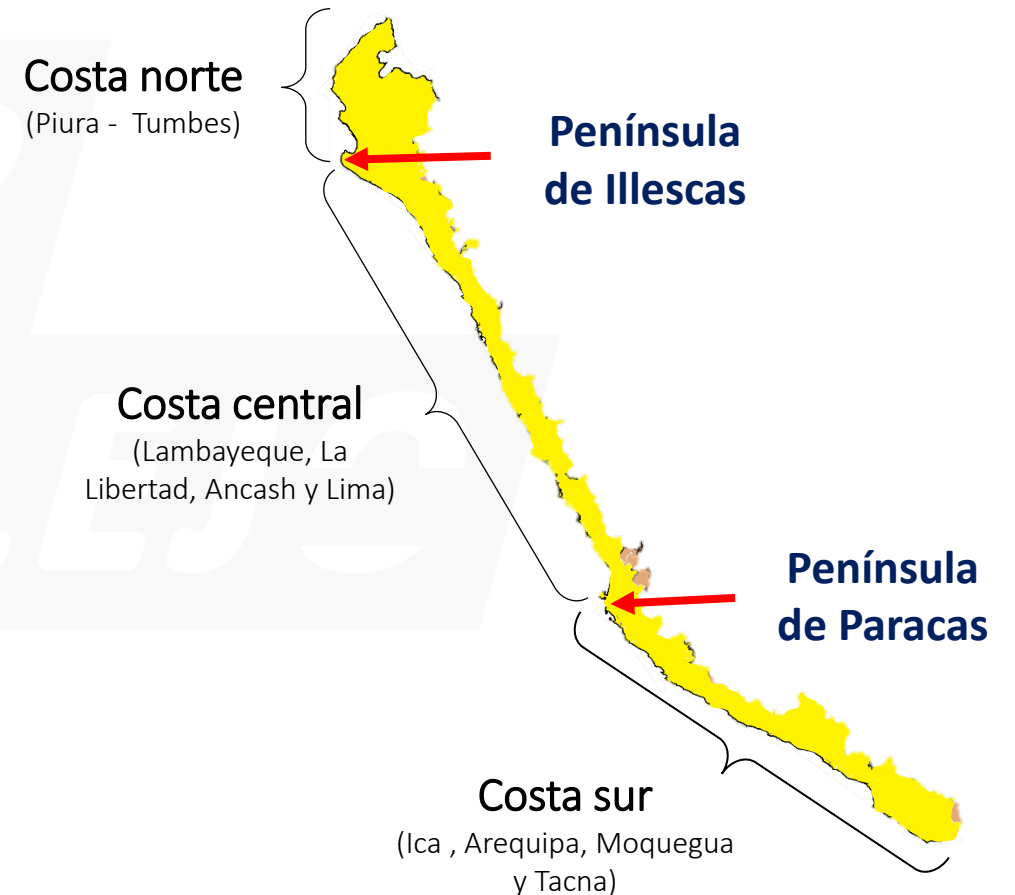 Costa norte
(Piura - Tumbes)
Península
de Illescas
Costa central
(Lambayeque, La
Libertad, Ancash y Lima)
Península
de Paracas
Costa sur
(Ica , Arequipa, Moquegua
y Tacna)